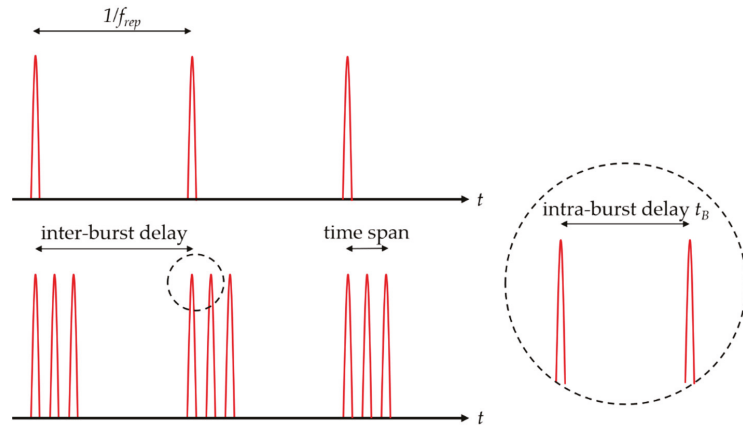 1/f_rep
t
inter-burst delay
time span
intra-burst delay t_B
t